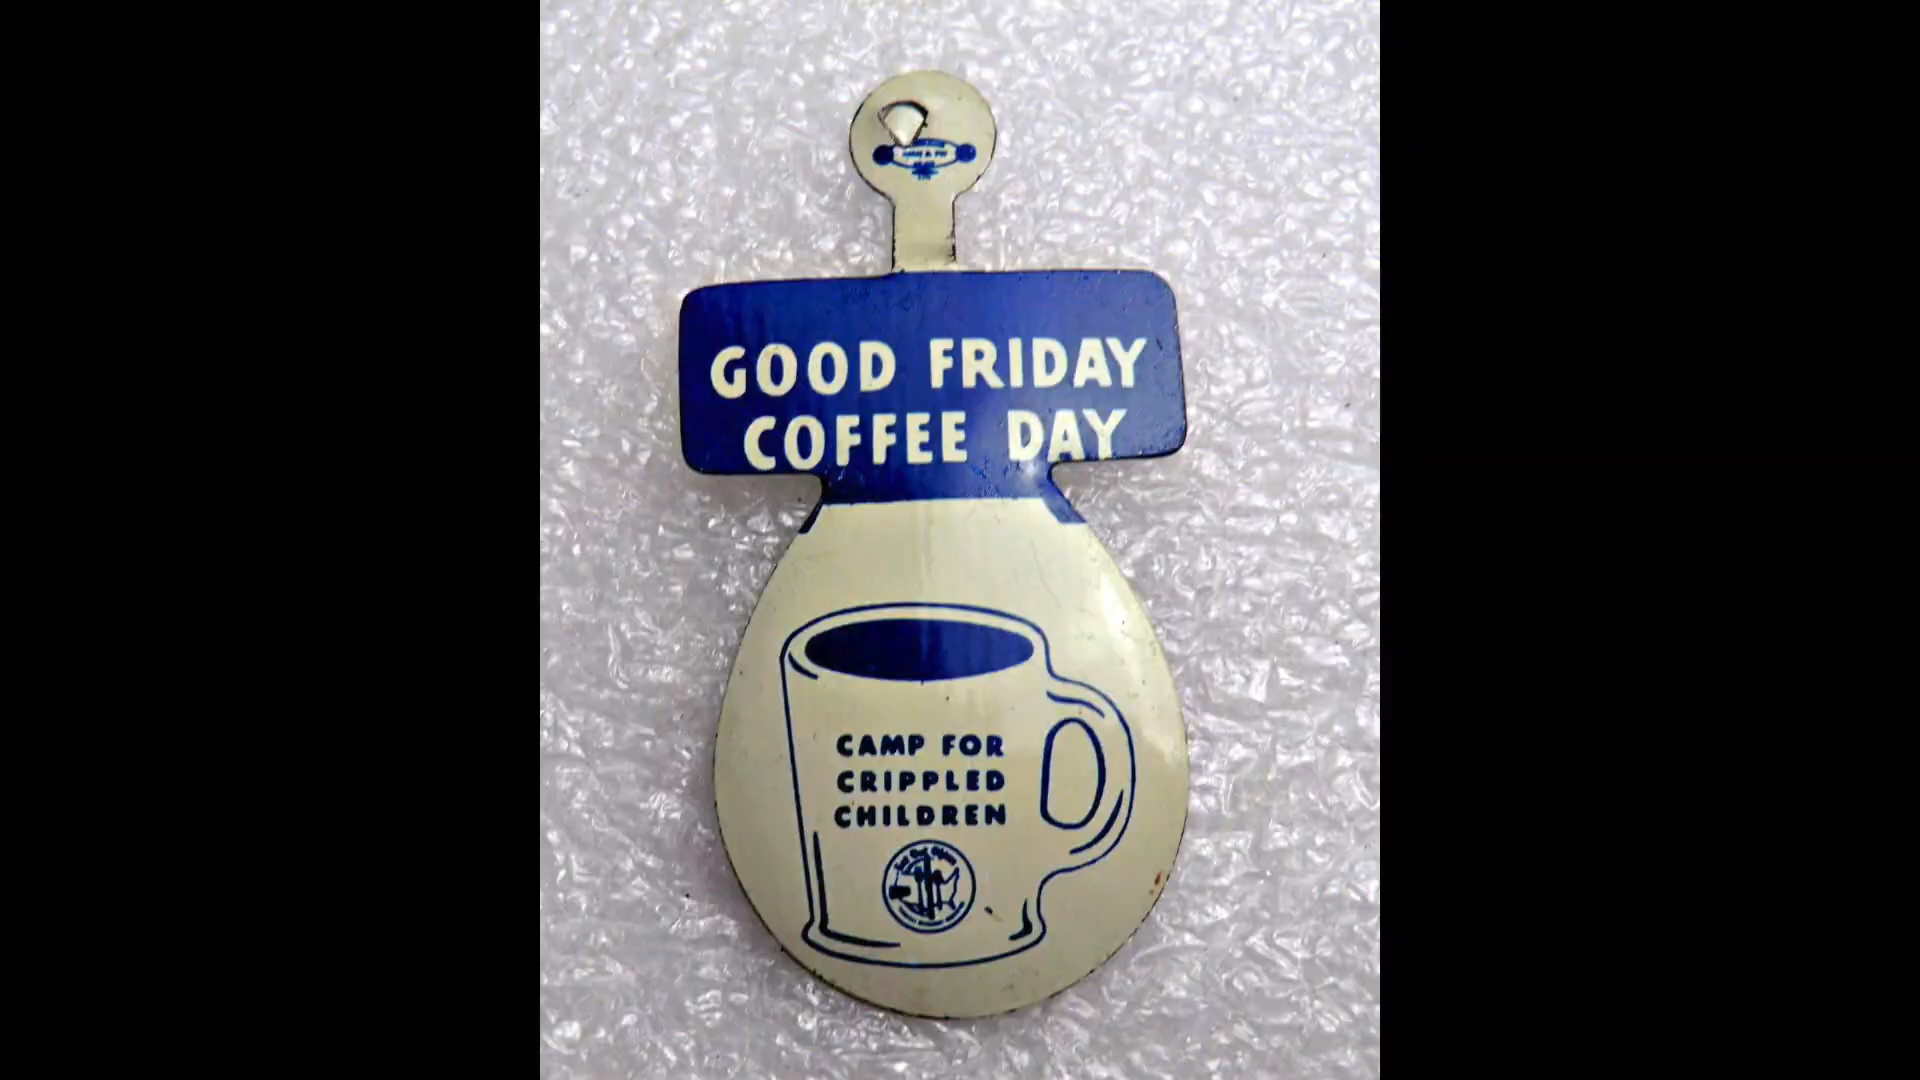 GOOD FRIDAY
COFFEE DAY
CAMP FOR
CRIPPLED
CHILDREN